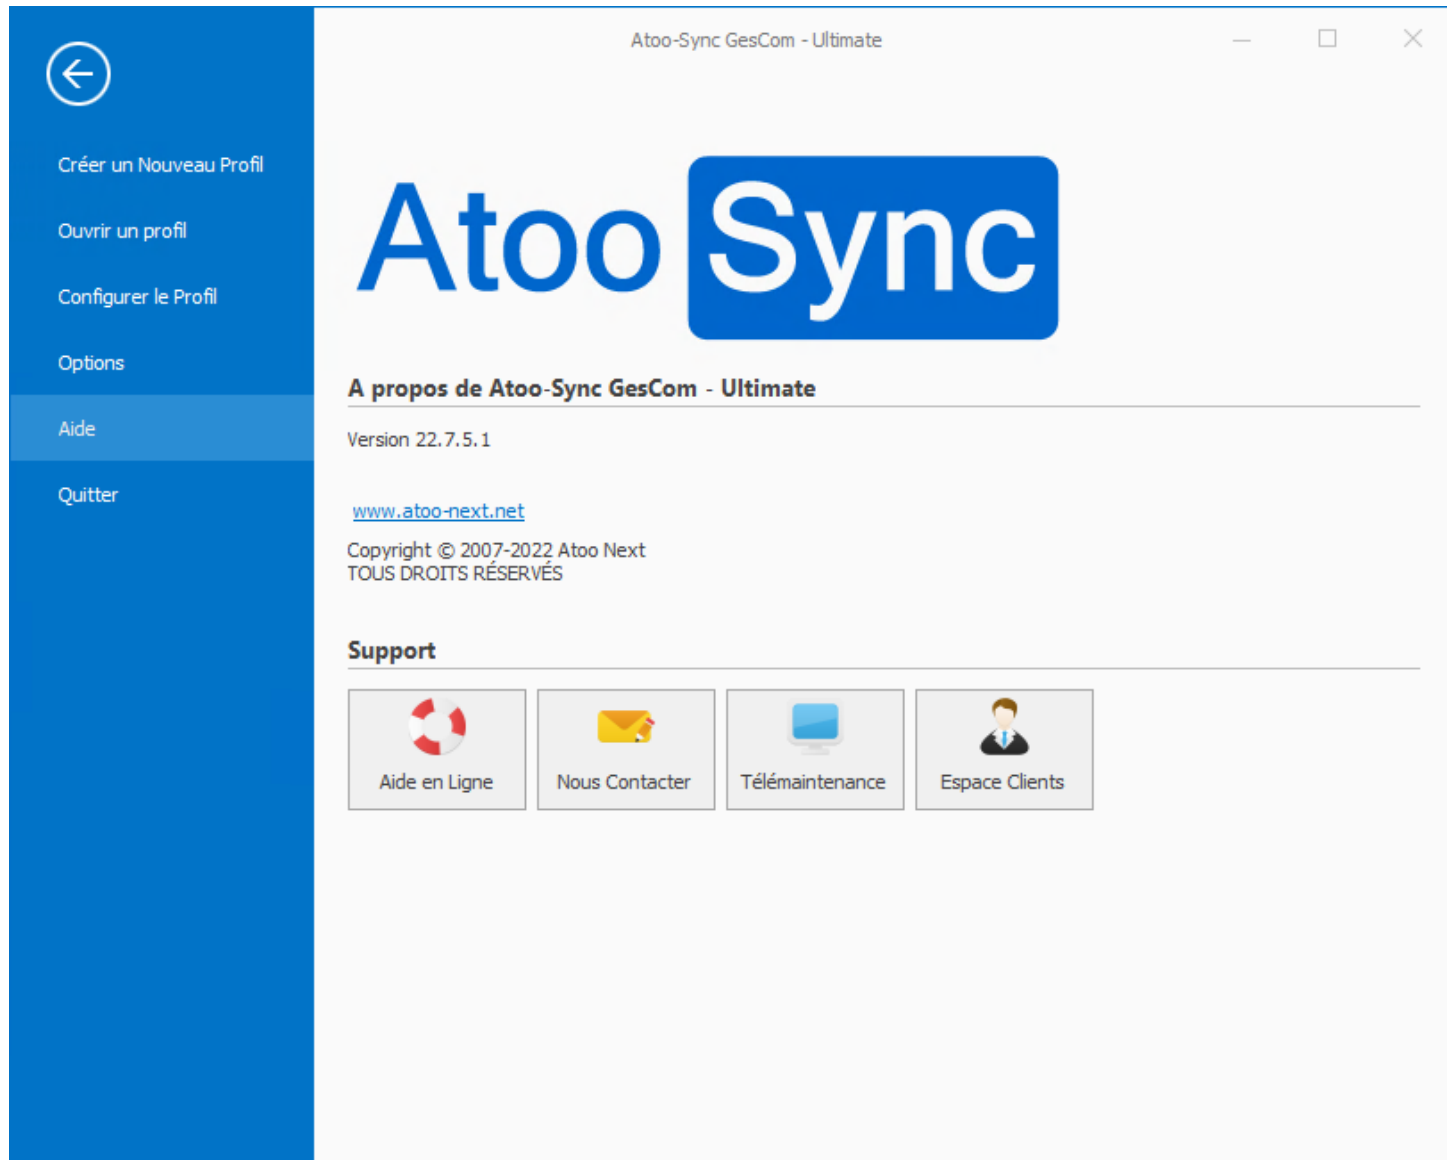 Atoo-Sync GesCom - Ultimate
Créer un Nouveau Profil
Ouvrir un profil
Configurer le Profil
Options
Aide
Quitter
Atoo Sync
A propos de Atoo-Sync GesCom - Ultimate
Version 22.7.5.1
www.atoo-next.net
Copyright © 2007-2022 Atoo Next
TOUS DROITS RÉSERVÉS
Support
Aide en Ligne
Nous Contacter
Télémaintenance
Espace Clients